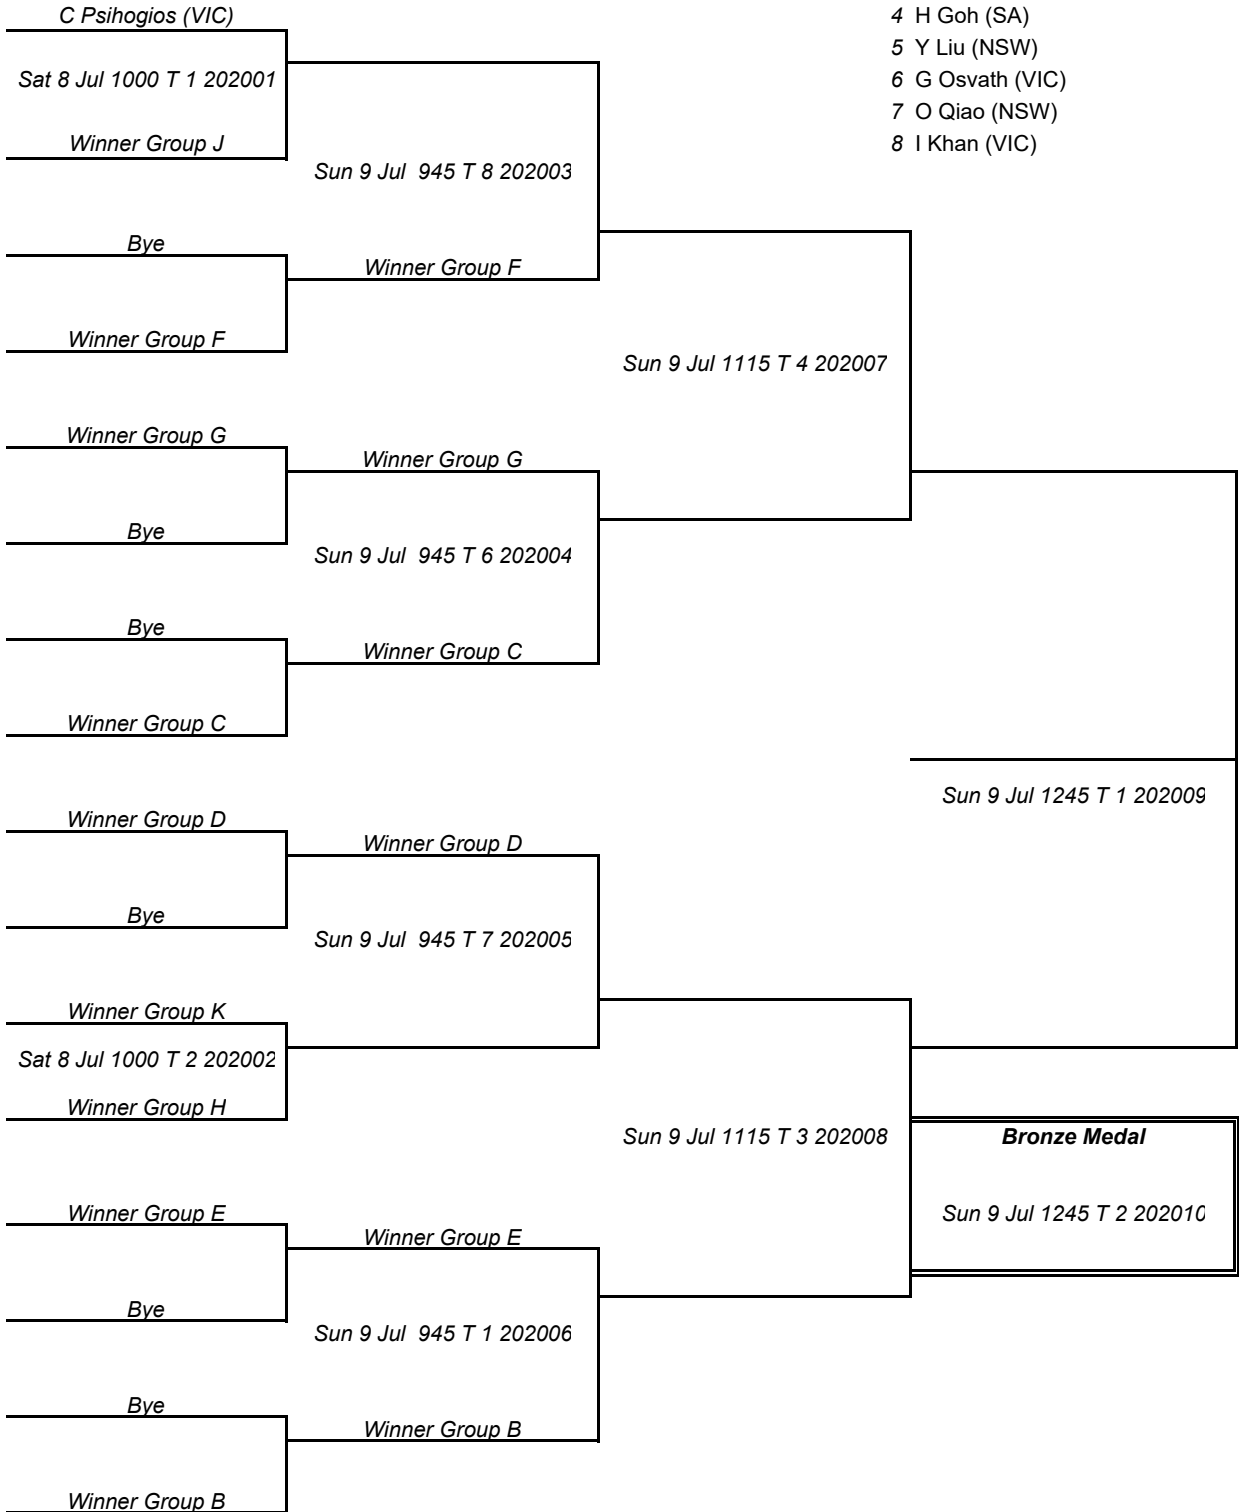 C Psihogios (VIC)
4 H Goh (SA)
Sat 8 Jul 1000 T 1 202001
5 Y Liu (NSW)
6 G Osvath (VIC)
7 O Qiao (NSW)
Winner Group J
8 I Khan (VIC)
Sun 9 Jul 945 T 8 202003
Bye
Winner Group F
Winner Group F
Sun 9 Jul 1115 T 4 202007
Winner Group G
Winner Group G
Bye
Sun 9 Jul 945 T 6 202004
Bye
Winner Group C
Winner Group C
Sun 9 Jul 1245 T 1 202009
Winner Group D
Winner Group D
Bye
Sun 9 Jul 945 T 7 202005
Winner Group K
Sat 8 Jul 1000 T 2 202002
Winner Group H
Sun 9 Jul 1115 T 3 202008
Bronze Medal
Winner Group E
Sun 9 Jul 1245 T 2 202010
Winner Group E
Bye
Sun 9 Jul 945 T 1 202006
Bye
Winner Group B
Winner Group B